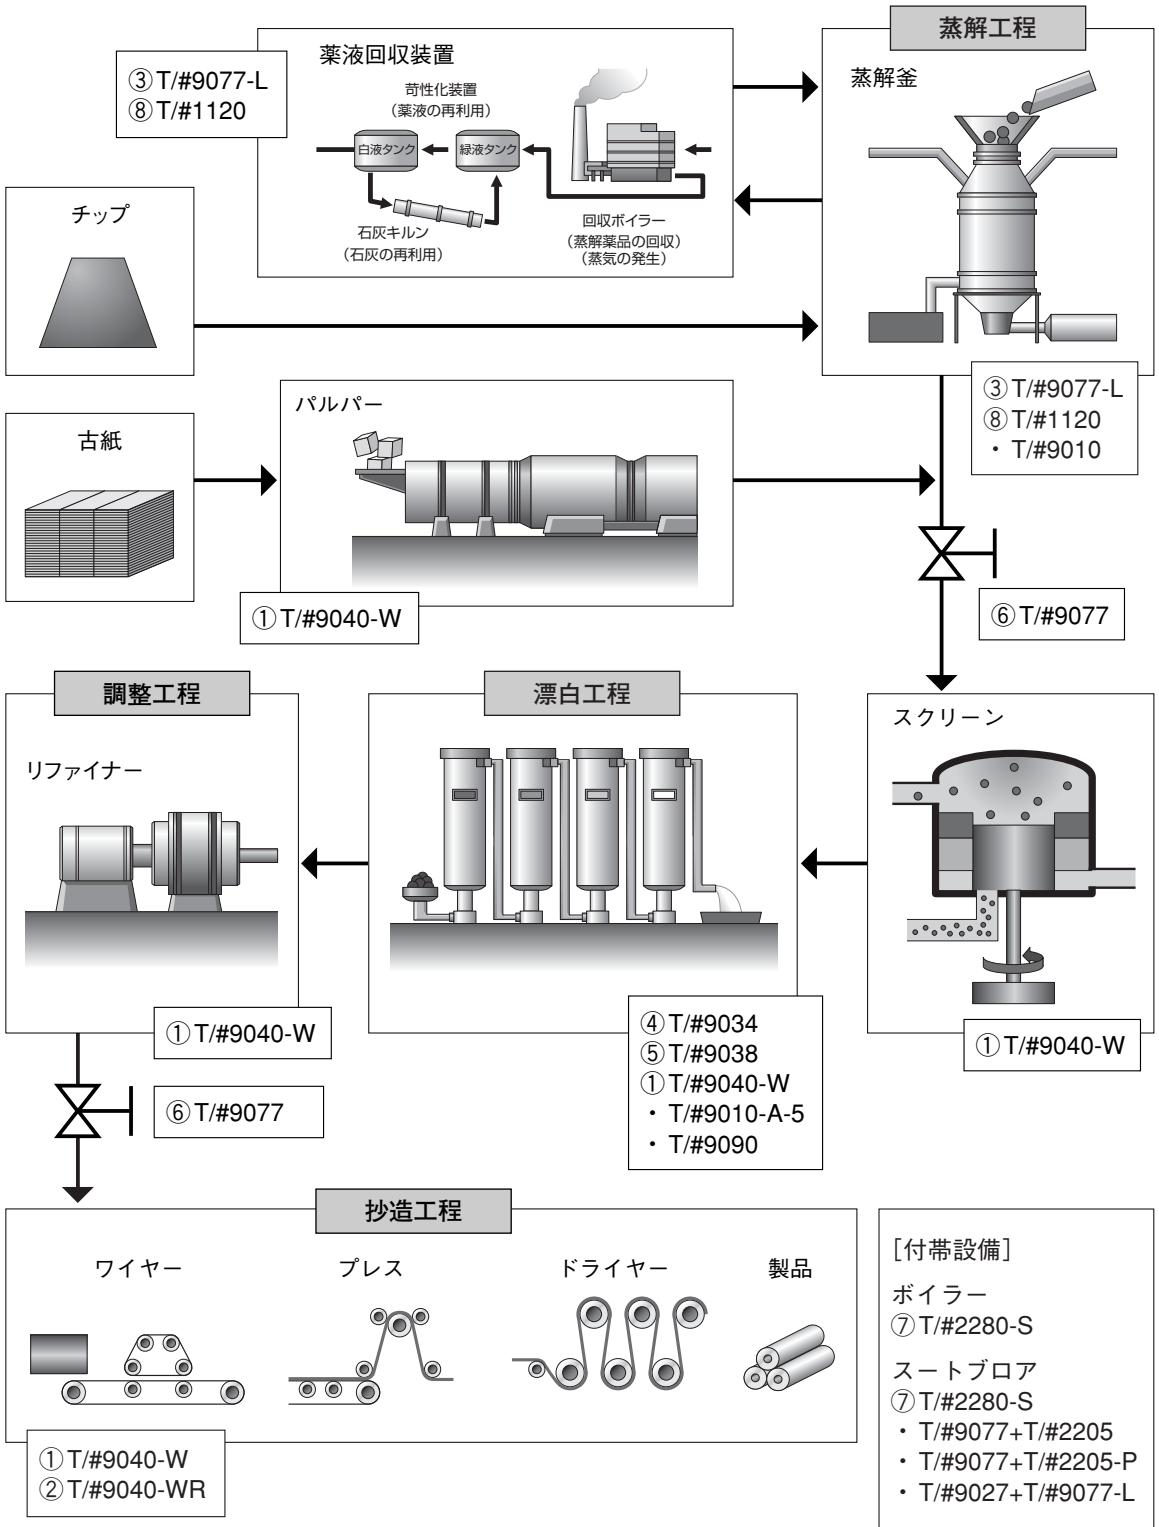 蒸解工程
薬液回収装置
③T/#9077-L
⑧T/#1120
苛性化装置
(薬液の再利用)
白液タンク
緑液タンク
石灰キルン
(石灰の再利用)
回収ボイラー
(蒸解薬品の回収)
(蒸気の発生)
蒸解釜
チップ
③T/#9077-L
⑧T/#1120
・ T/#9010
古紙
パルパー
①T/#9040-W
⑥T/#9077
調整工程
漂白工程
スクリーン
リファイナー
①T/#9040-W
④T/#9034
⑤T/#9038
①T/#9040-W
・ T/#9010-A-5
・ T/#9090
①T/#9040-W
⑥T/#9077
抄造工程
ワイヤー
プレス
ドライヤー
製品
①T/#9040-W
②T/#9040-WR
[付帯設備]
ボイラー
⑦T/#2280-S
スートブロア
⑦T/#2280-S
・ T/#9077+T/#2205
・ T/#9077+T/#2205-P
・ T/#9027+T/#9077-L